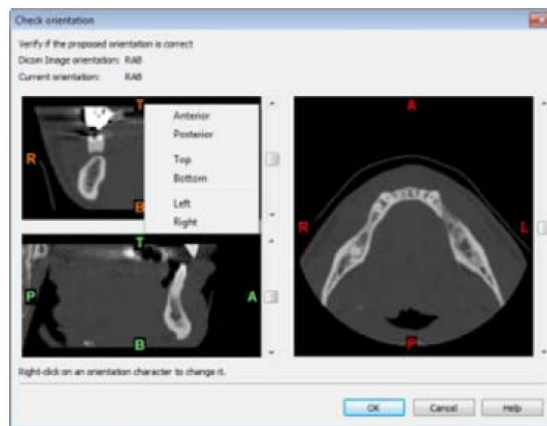 Check orientation
Verify if the proposed orientation is correct
Dicom Image orientation: RAB
Current orientation: RAB
T
R
B
Anterior
Posterior
Top
Bottom
Left
Right
T
P
A
B
A
R
L
P
Right-click on an orientation character to change it.
OK
Cancel
Help